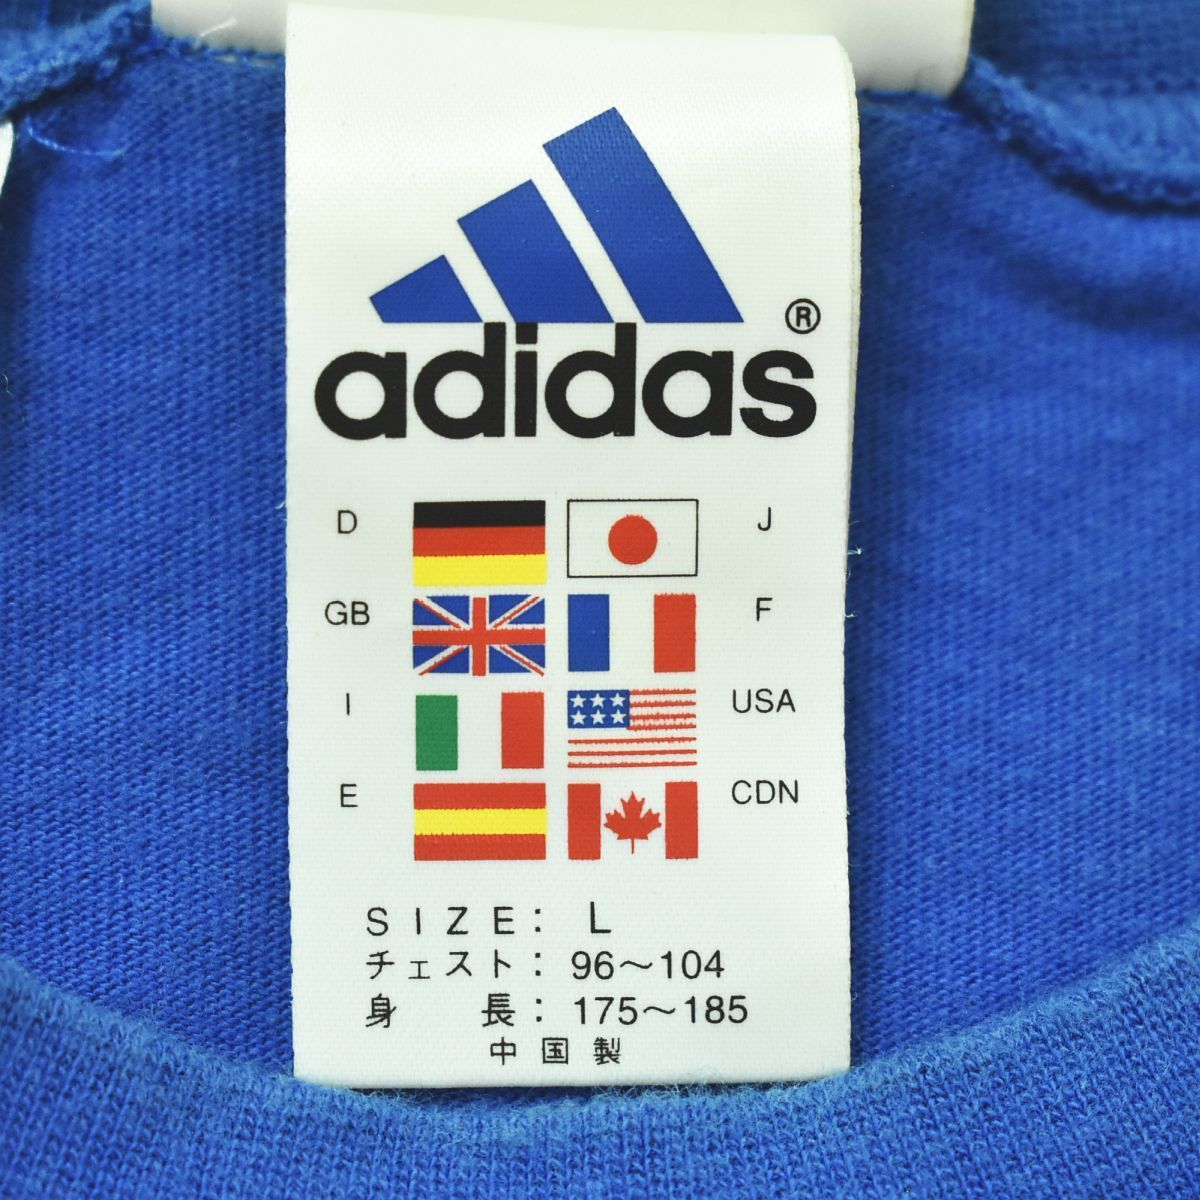 adidas®
D J
GB F
I USA
E CDN
SIZE: L
チェスト: 96～104
身 長: 175～185
中国製